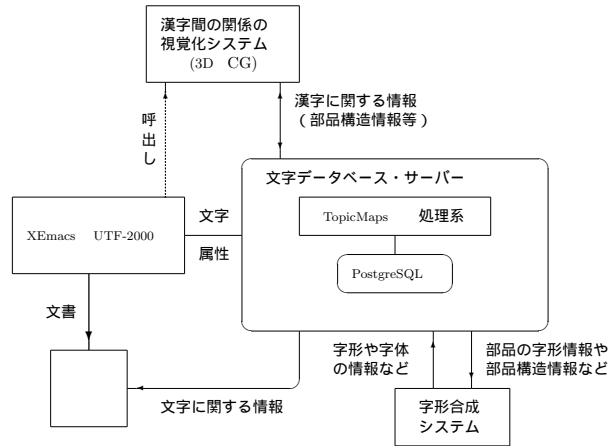 漢字間の関係の
視覚化システム
(3D CG)
呼
出
し
漢字に関する情報
(部品構造情報等)
文字データベース・サーバー
TopicMaps 処理系
PostgreSQL
XEmacs UTF-2000
文字
属性
文書
字形や字体
の情報など
部品の字形情報や
部品構造情報など
文字に関する情報
字形合成
システム